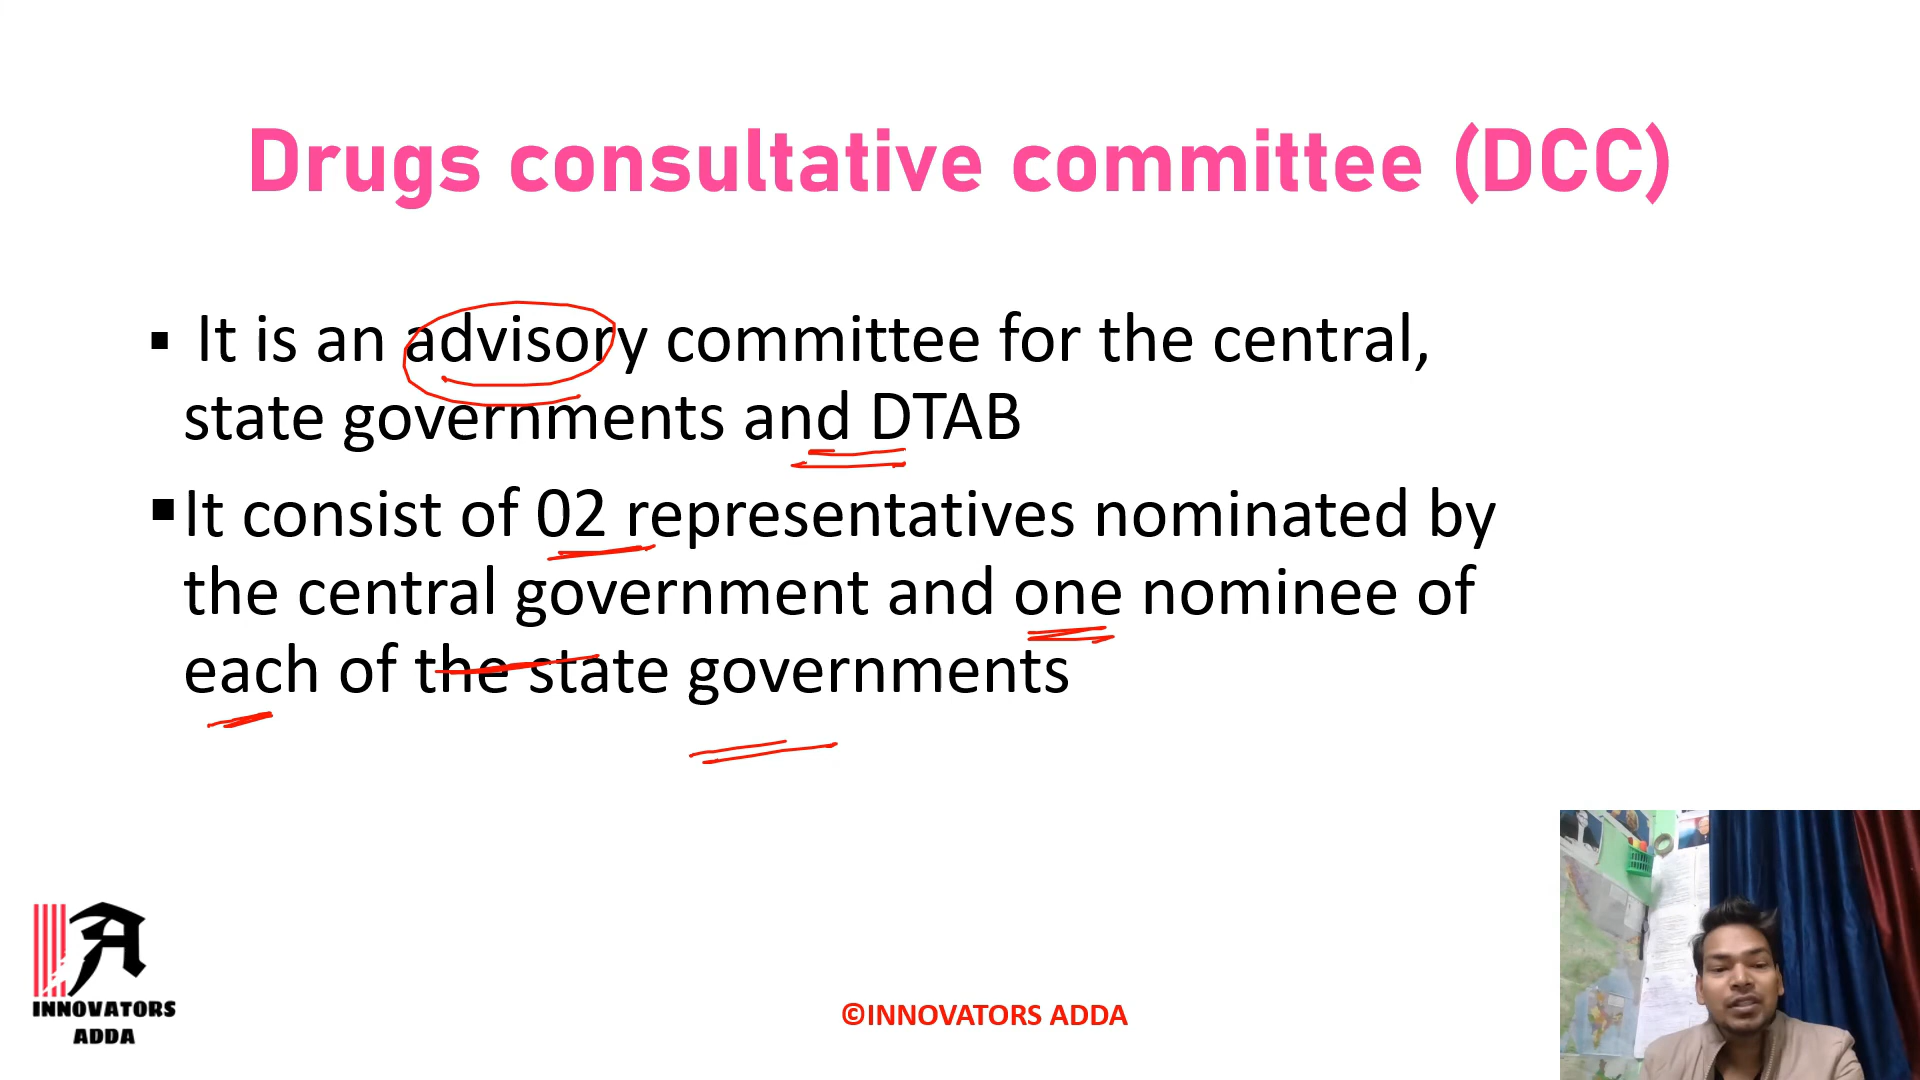 Drugs consultative committee (DCC)
▪ It is an advisory committee for the central,
state governments and DTAB
▪It consist of 02 representatives nominated by
the central government and one nominee of
each of the state governments
INNOVATORS
ADDA
©INNOVATORS ADDA